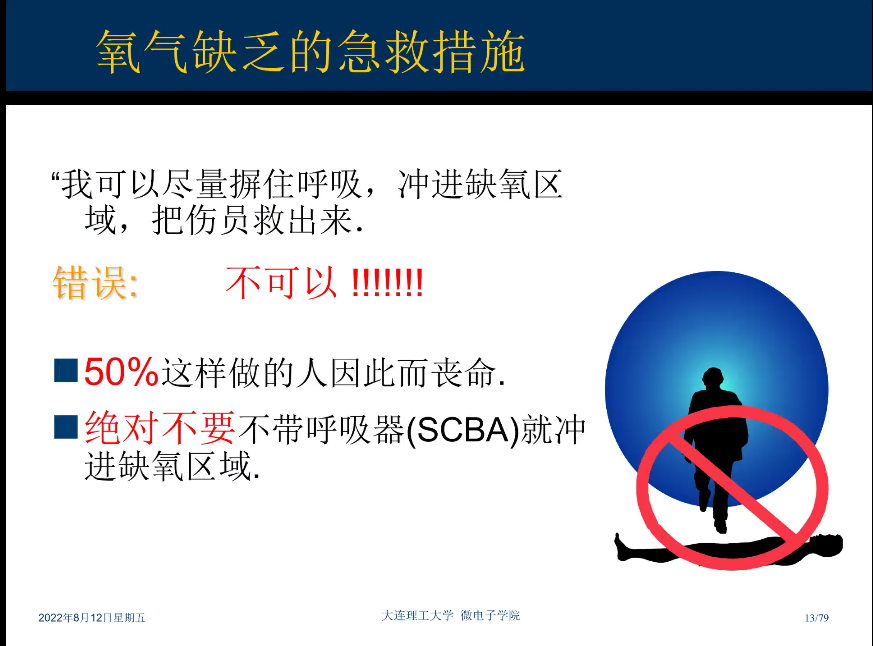 氧气缺乏的急救措施
“我可以尽量摒住呼吸，冲进缺氧区
域，把伤员救出来.
错误: 不可以 !!!!!!!
50%这样做的人因此而丧命.
绝对不要不带呼吸器(SCBA)就冲
进缺氧区域.
2022年8月12日星期五 大连理工大学 微电子学院 13/79